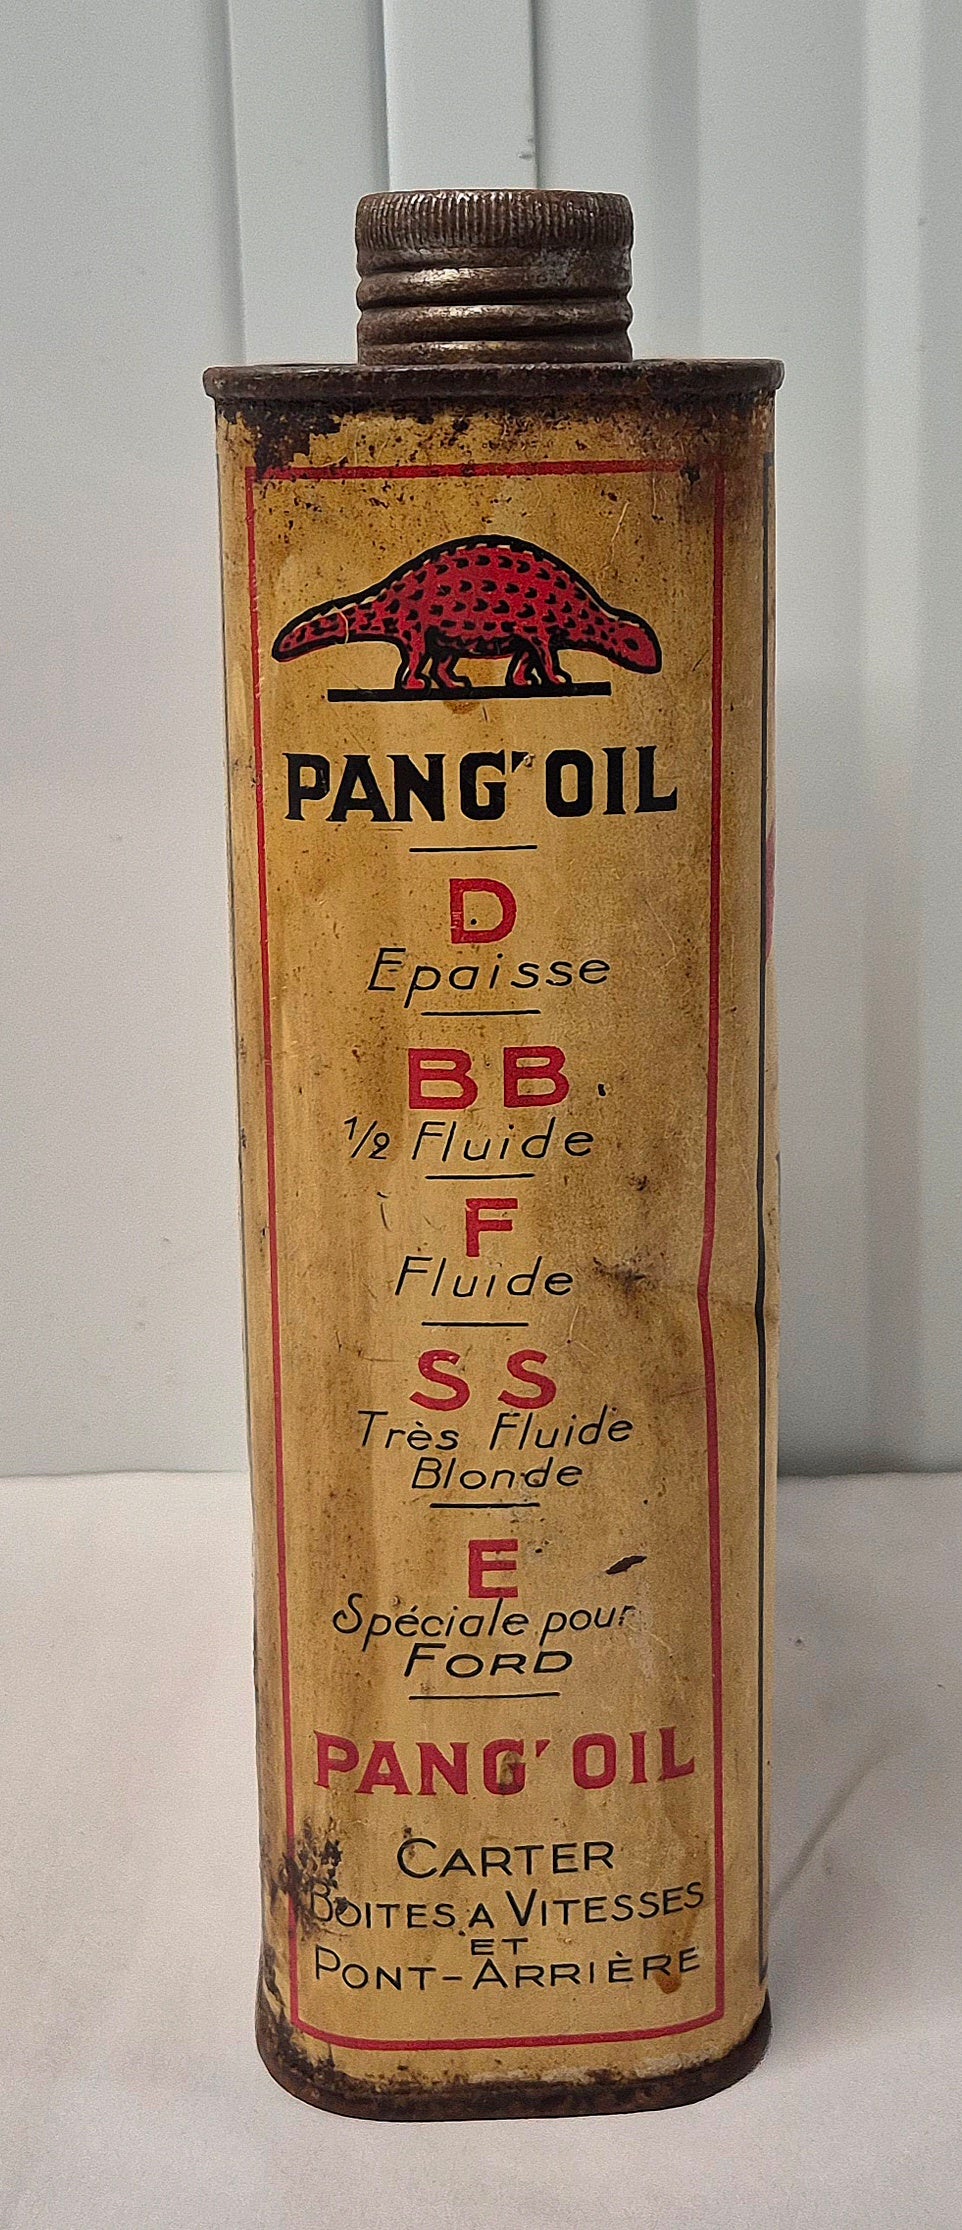 PANG' OIL
D
Epaisse
BB
1/2 Fluide
F
Fluide
SS
Très Fluide
Blonde
E
Spéciale pour
FORD
PANG' OIL
CARTER
BOITES A VITESSES
ET
PONT-ARRIÈRE